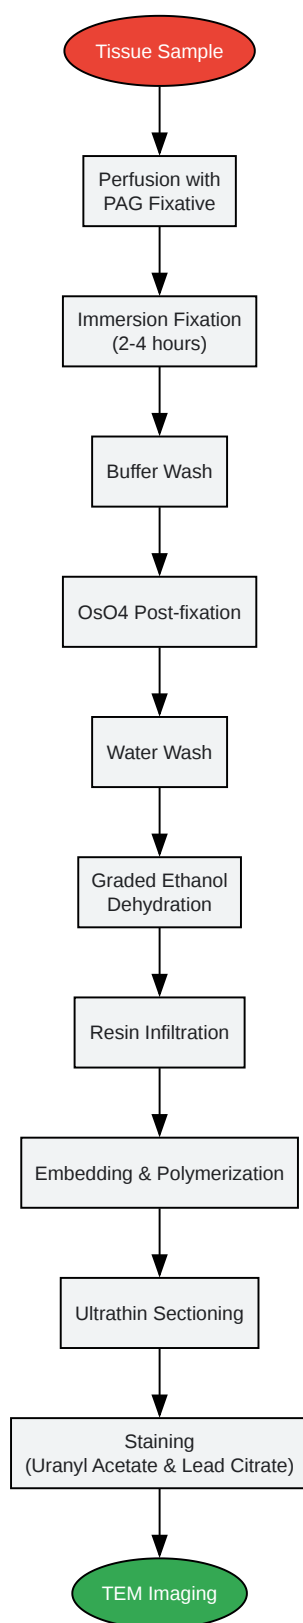 Tissue Sample
Perfusion with
PAG Fixative
Immersion Fixation
(2-4 hours)
Buffer Wash
OsO4 Post-fixation
Water Wash
Graded Ethanol
Dehydration
Resin Infiltration
Embedding & Polymerization
Ultrathin Sectioning
Staining
(Uranyl Acetate & Lead Citrate)
TEM Imaging